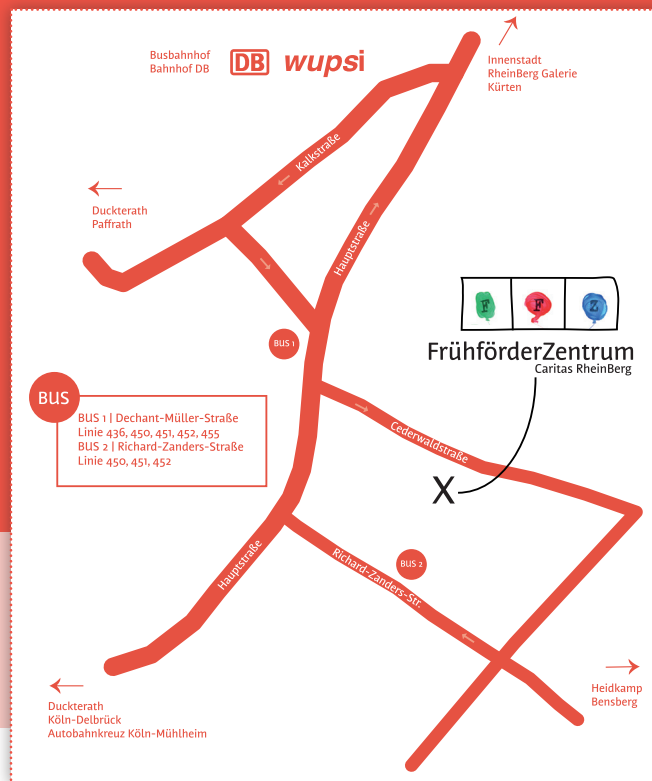 Busbahnhof
Bahnhof DB
DB
wupsi
Innenstadt
RheinBerg Galerie
Kürten
Kalkstraße
Duckterath
Paffrath
Hauptstraße
F F Z
FrühförderZentrum
Caritas RheinBerg
BUS 1
BUS
BUS 1 | Dechant-Müller-Straße
Linie 436, 450, 451, 452, 455
BUS 2 | Richard-Zanders-Straße
Linie 450, 451, 452
Cederwaldstraße
X
Hauptstraße
BUS 2
Richard-Zanders-Str.
Heidkamp
Bensberg
Duckterath
Köln-Delbrück
Autobahnkreuz Köln-Mühlheim